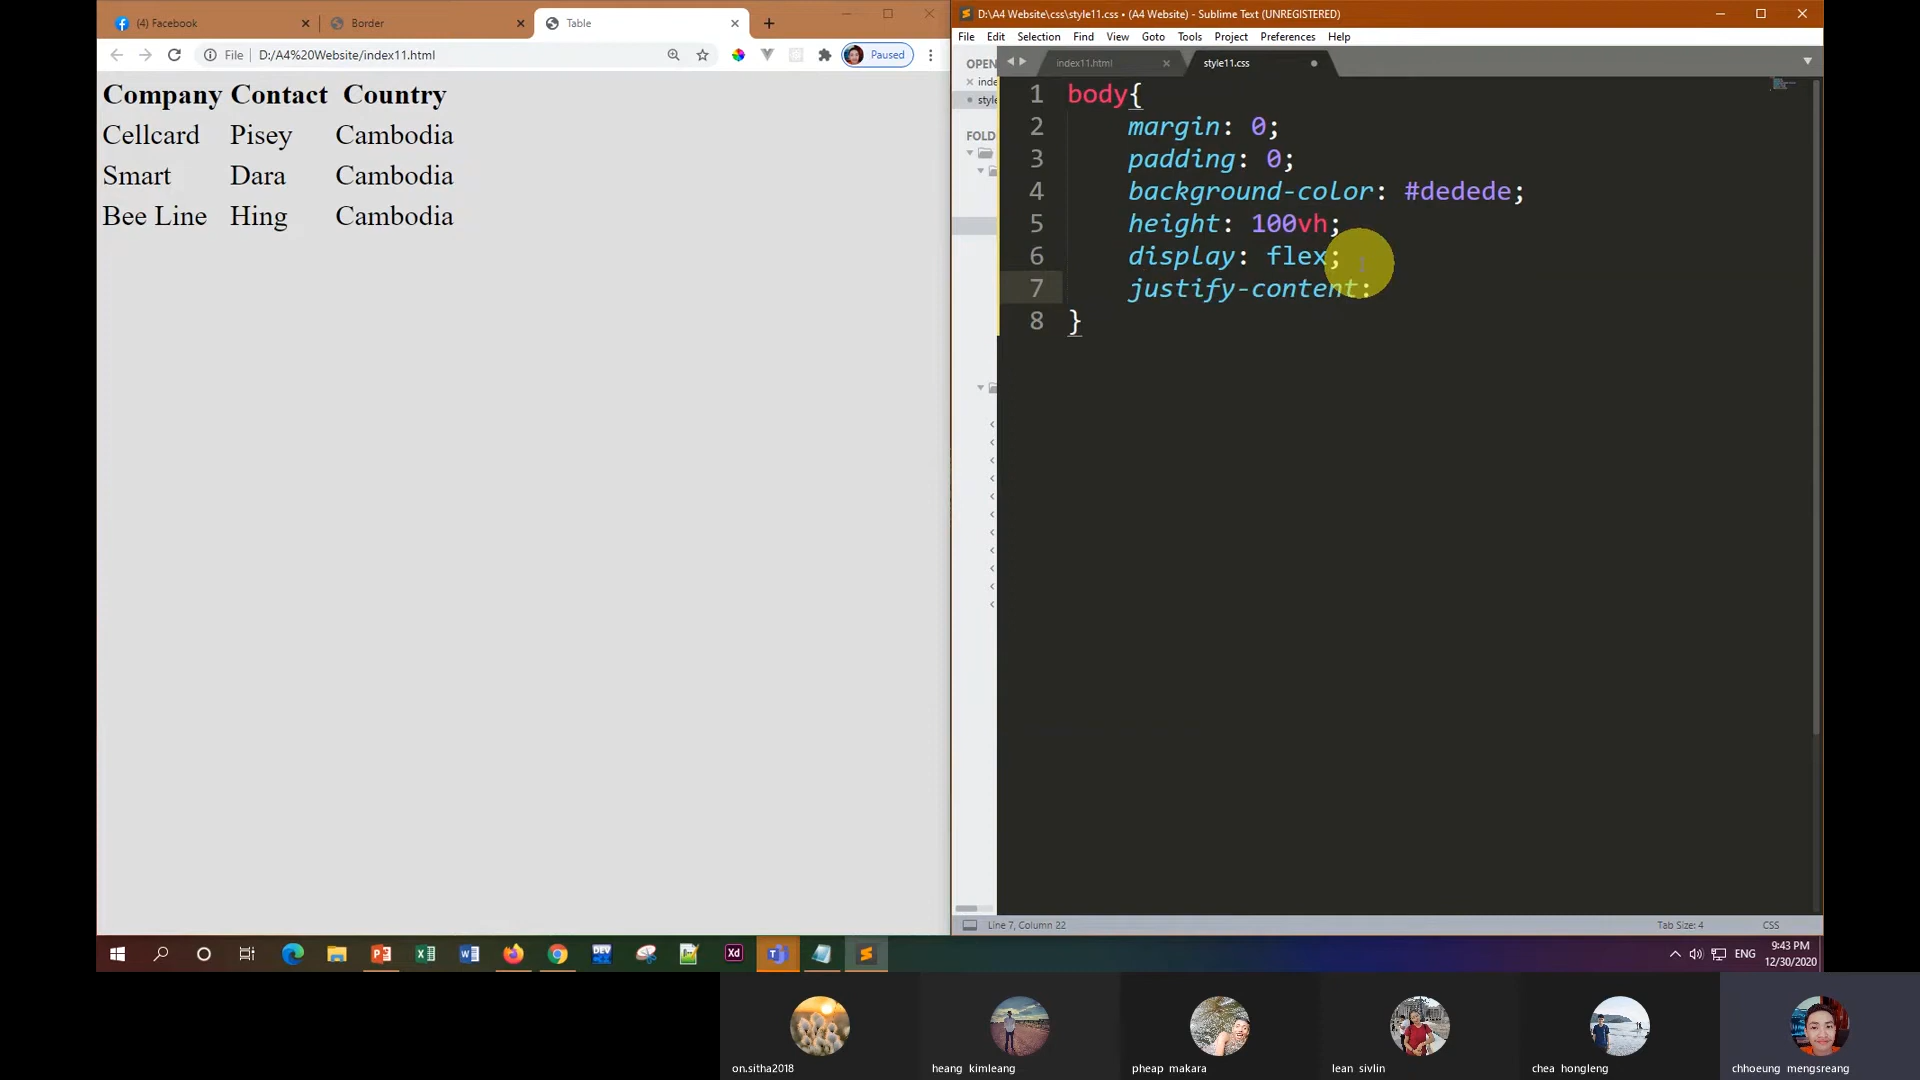 (4) Facebook
Border
Table
File D:/A4%20Website/index11.html
Paused
Company Contact Country
Cellcard Pisey Cambodia
Smart Dara Cambodia
Bee Line Hing Cambodia
D:\A4 Website\css\style11.css • (A4 Website) - Sublime Text (UNREGISTERED)
File Edit Selection Find View Goto Tools Project Preferences Help
OPEN
inde
style
FOLD
index11.html
style11.css
1 body{
2 margin: 0;
3 padding: 0;
4 background-color: #dedede;
5 height: 100vh;
6 display: flex;
7 justify-content:
8 }
Line 7, Column 22
Tab Size: 4
CSS
Xd
ENG
9:43 PM
12/30/2020
on.sitha2018
heang kimleang
pheap makara
lean sivlin
chea hongleng
chhoeung mengsreang